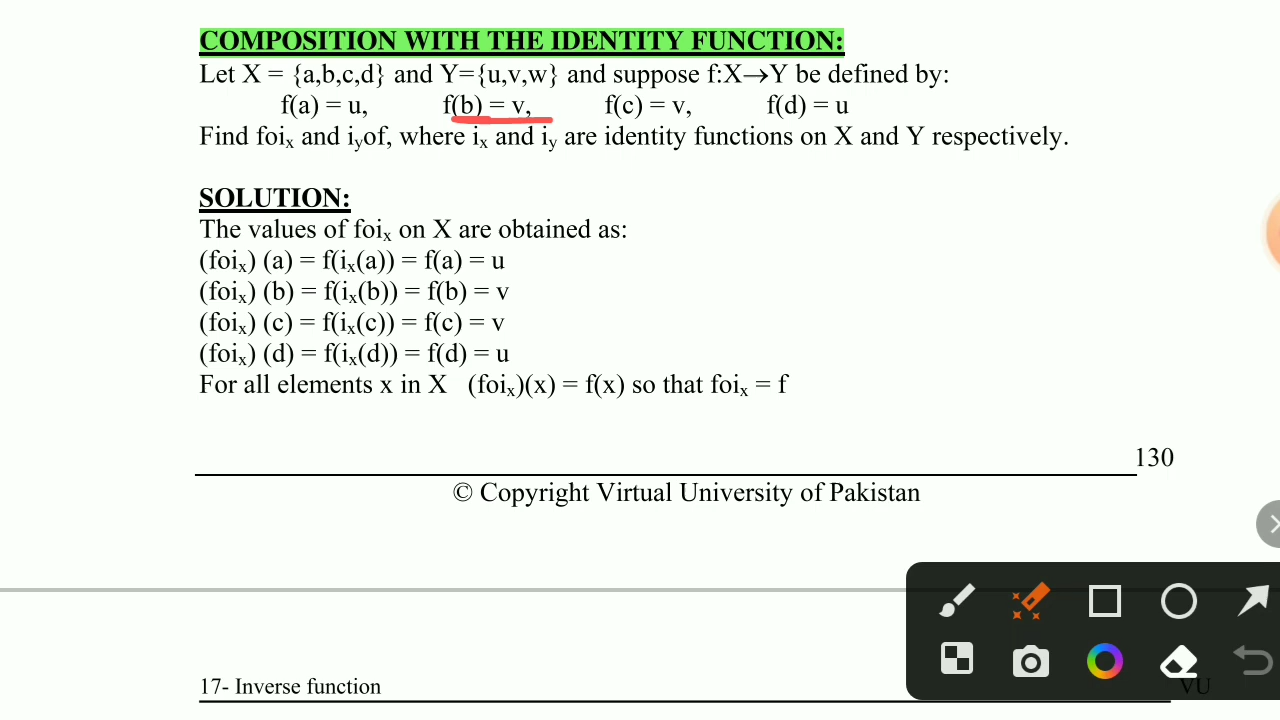 COMPOSITION WITH THE IDENTITY FUNCTION:
Let X = {a,b,c,d} and Y={u,v,w} and suppose f:X→Y be defined by:
f(a) = u, f(b) = v, f(c) = v, f(d) = u
Find foiₓ and iᵧof, where iₓ and iᵧ are identity functions on X and Y respectively.
SOLUTION:
The values of foiₓ on X are obtained as:
(foiₓ) (a) = f(iₓ(a)) = f(a) = u
(foiₓ) (b) = f(iₓ(b)) = f(b) = v
(foiₓ) (c) = f(iₓ(c)) = f(c) = v
(foiₓ) (d) = f(iₓ(d)) = f(d) = u
For all elements x in X (foiₓ)(x) = f(x) so that foiₓ = f
130
© Copyright Virtual University of Pakistan
17- Inverse function
VU